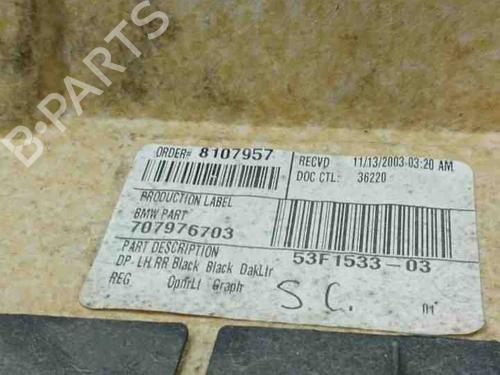 B-PARTS
ORDER# 8107957
RECVD 11/13/2003-03:20 AM
DOC CTL: 36220
PRODUCTION LABEL
BMW PART
707976703
PART DESCRIPTION
53F1533-03
DP- LH.RR Black Black DakLtr
REG OpnrLt Graph
S C.
01